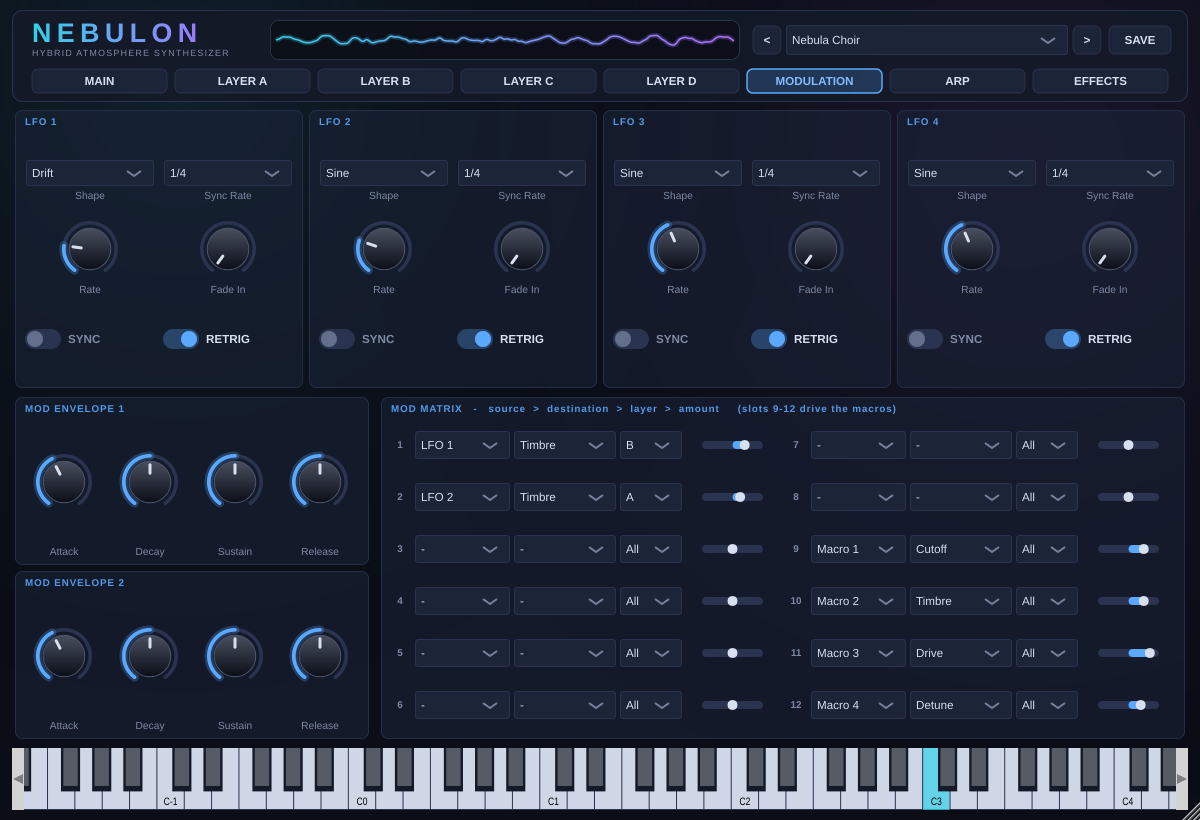 NEBULON
HYBRID ATMOSPHERE SYNTHESIZER
< Nebula Choir > SAVE
MAIN LAYER A LAYER B LAYER C LAYER D MODULATION ARP EFFECTS
LFO 1 LFO 2 LFO 3 LFO 4
Drift 1/4 Sine 1/4 Sine 1/4 Sine 1/4
Shape Sync Rate Shape Sync Rate Shape Sync Rate Shape Sync Rate
Rate Fade In Rate Fade In Rate Fade In Rate Fade In
SYNC RETRIG SYNC RETRIG SYNC RETRIG SYNC RETRIG
MOD ENVELOPE 1
Attack Decay Sustain Release
MOD ENVELOPE 2
Attack Decay Sustain Release
MOD MATRIX - source > destination > layer > amount (slots 9-12 drive the macros)
1 LFO 1 Timbre B
2 LFO 2 Timbre A
3 - - All
4 - - All
5 - - All
6 - - All
7 - - All
8 - - All
9 Macro 1 Cutoff All
10 Macro 2 Timbre All
11 Macro 3 Drive All
12 Macro 4 Detune All
C-1 C0 C1 C2 C3 C4